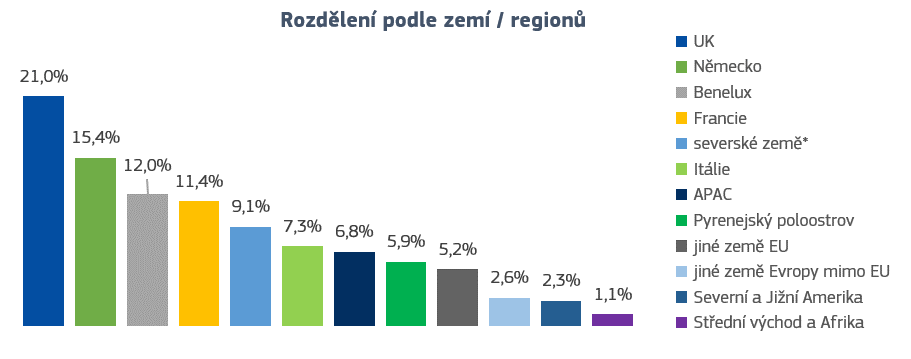 Rozdělení podle zemí / regionů
21,0%
15,4%
12,0%
11,4%
9,1%
7,3%
6,8%
5,9%
5,2%
2,6%
2,3%
1,1%
UK
Německo
Benelux
Francie
severské země*
Itálie
APAC
Pyrenejský poloostrov
jiné země EU
jiné země Evropy mimo EU
Severní a Jižní Amerika
Střední východ a Afrika